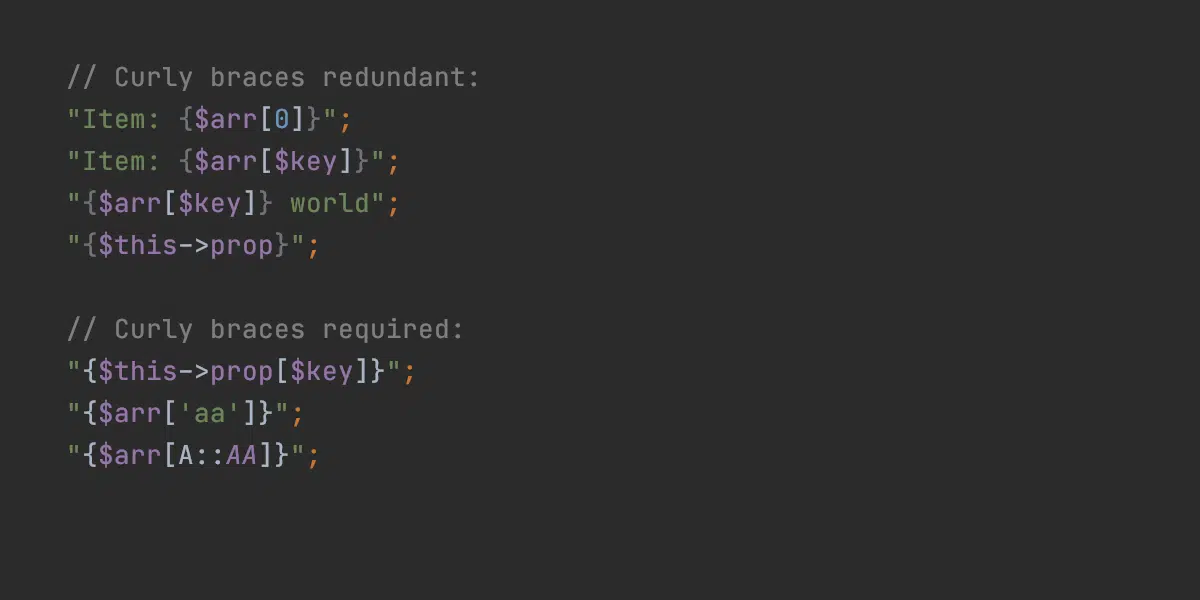 // Curly braces redundant:
"Item: {$arr[0]}";
"Item: {$arr[$key]}";
"{$arr[$key]} world";
"{$this->prop}";
// Curly braces required:
"{$this->prop[$key]}";
"{$arr['aa']}";
"{$arr[A::AA]}";